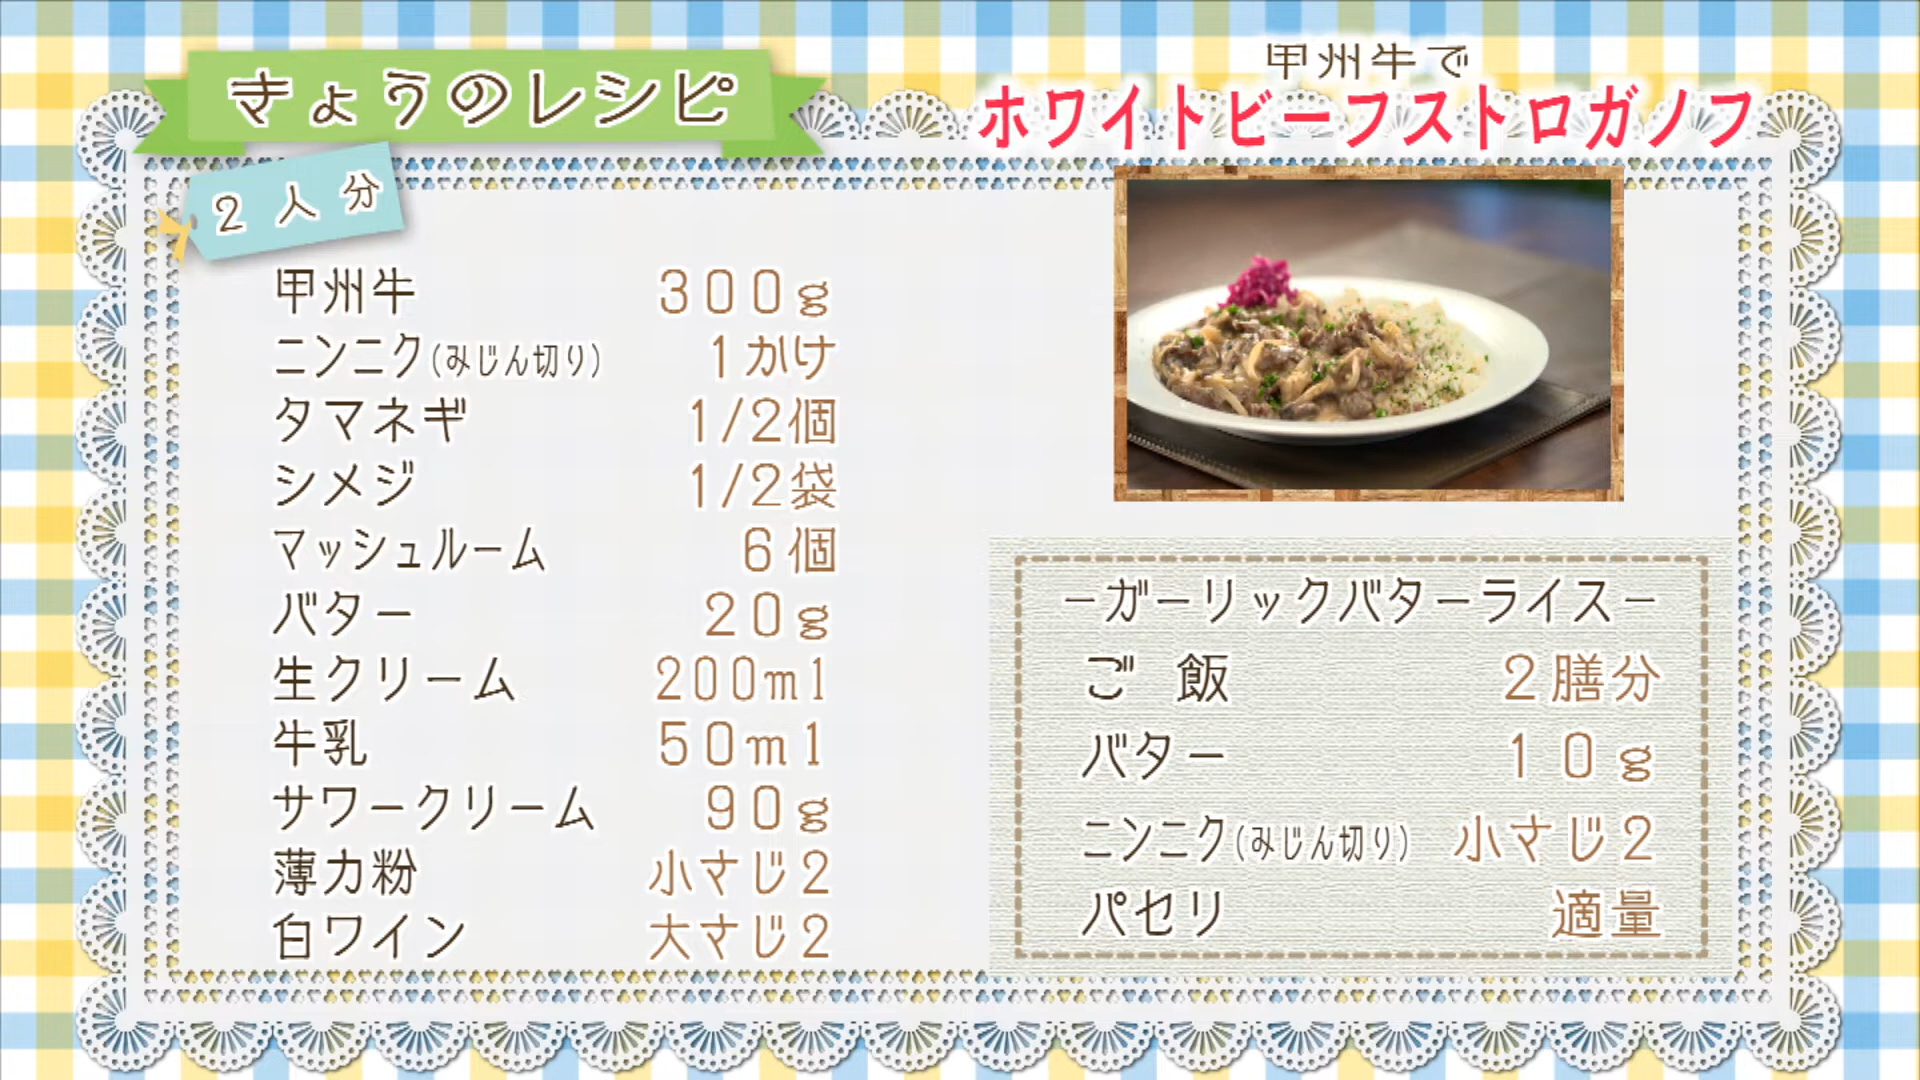 きょうのレシピ
2人分
甲州牛で
ホワイトビーフストロガノフ
甲州牛 300g
ニンニク(みじん切り) 1かけ
タマネギ 1/2個
シメジ 1/2袋
マッシュルーム 6個
バター 20g
生クリーム 200ml
牛乳 50ml
サワークリーム 90g
薄力粉 小さじ2
白ワイン 大さじ2
－ガーリックバターライス－
ご飯 2膳分
バター 10g
ニンニク(みじん切り) 小さじ2
パセリ 適量